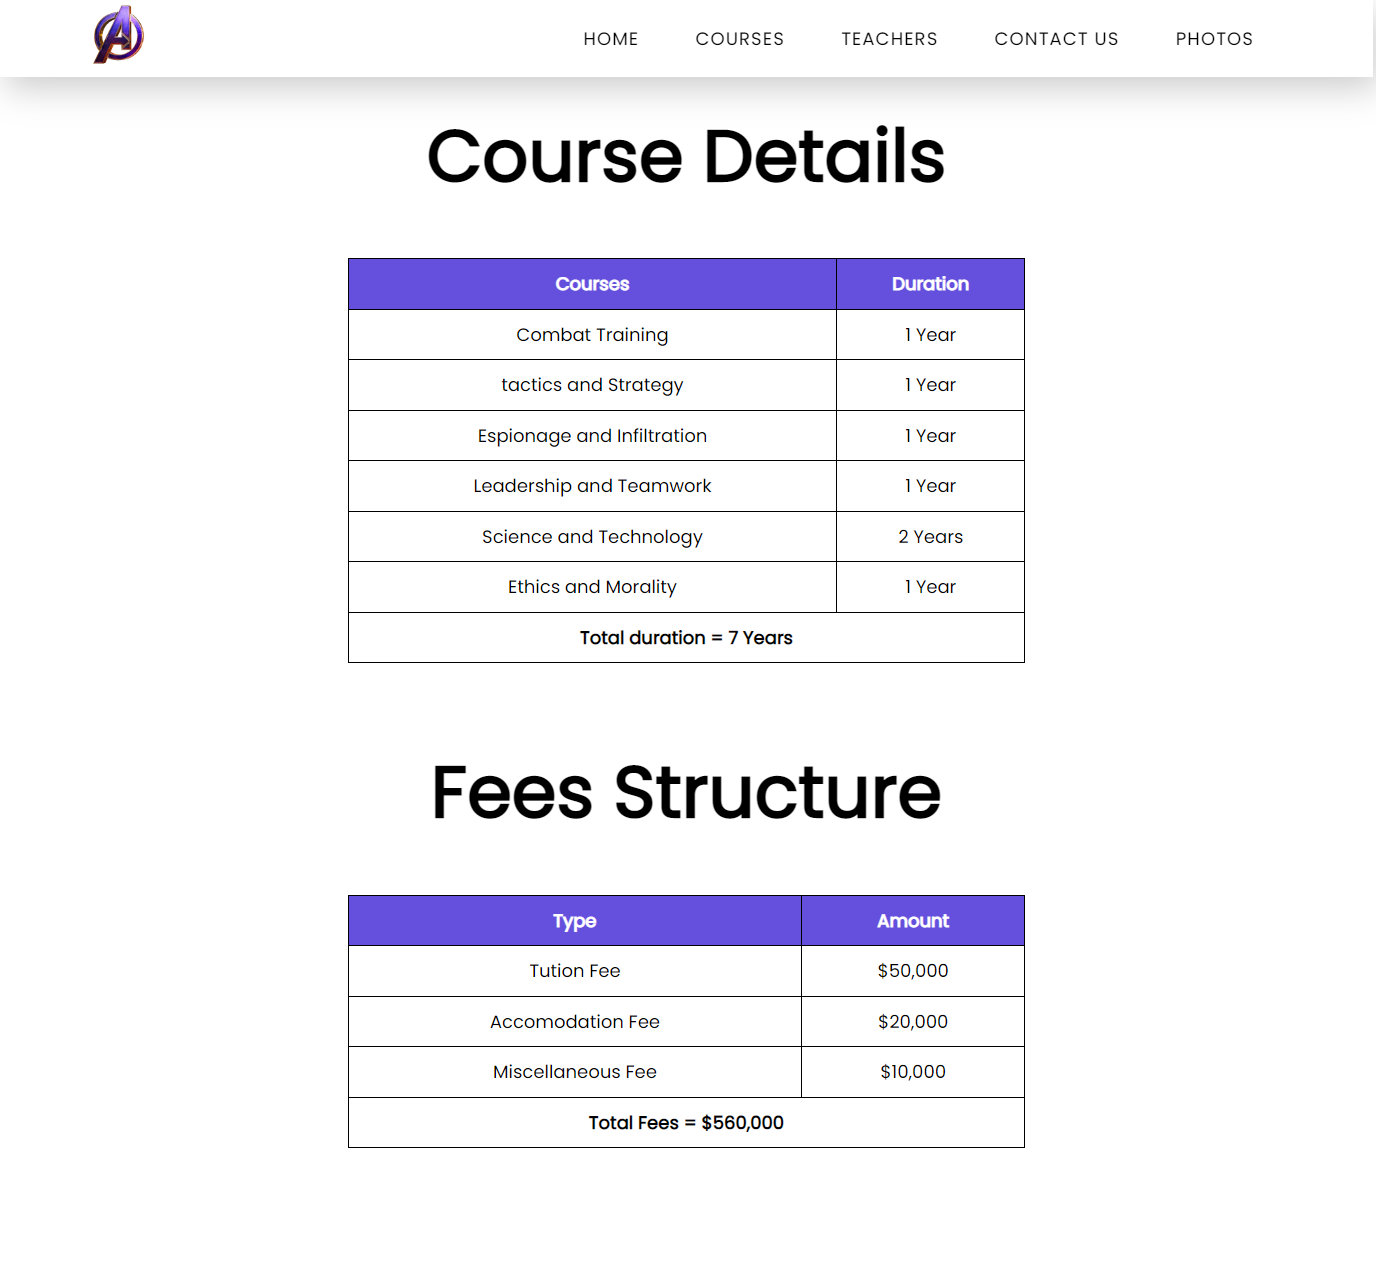 HOME COURSES TEACHERS CONTACT US PHOTOS
Course Details
Courses Duration
Combat Training 1 Year
tactics and Strategy 1 Year
Espionage and Infiltration 1 Year
Leadership and Teamwork 1 Year
Science and Technology 2 Years
Ethics and Morality 1 Year
Total duration = 7 Years
Fees Structure
Type Amount
Tution Fee $50,000
Accomodation Fee $20,000
Miscellaneous Fee $10,000
Total Fees = $560,000